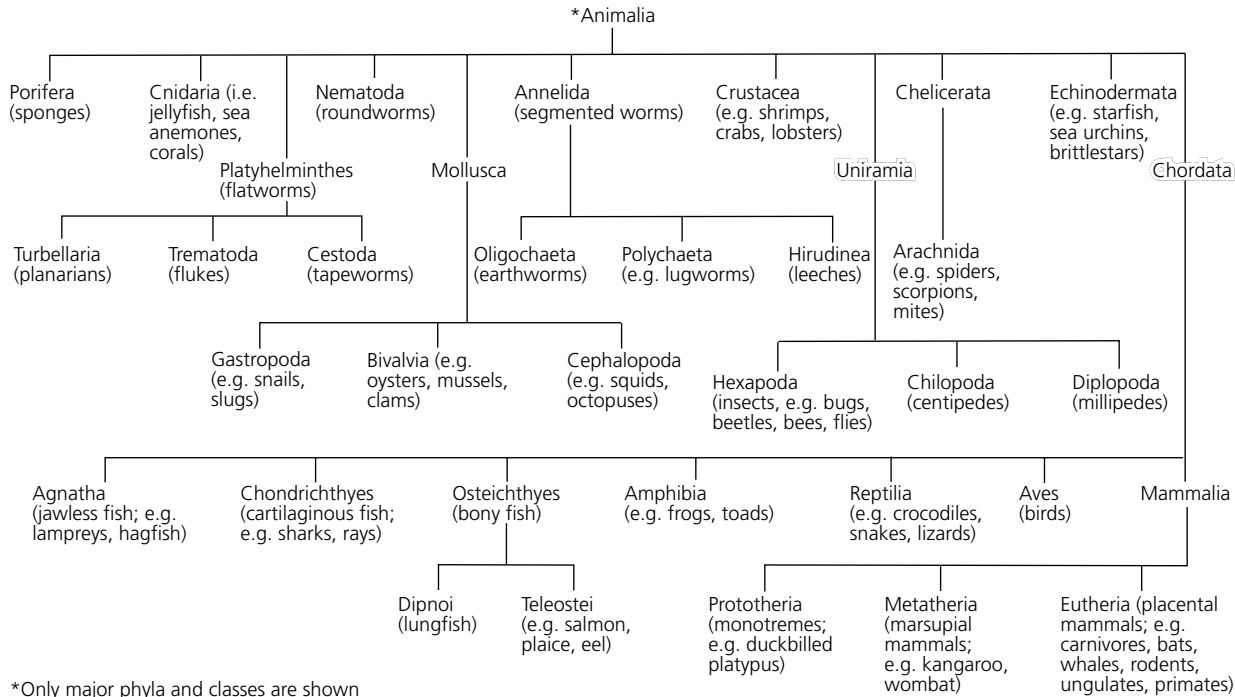 *Animalia
Porifera
(sponges)
Cnidaria (i.e.
jellyfish, sea
anemones,
corals)
Platyhelminthes
(flatworms)
Nematoda
(roundworms)
Mollusca
Annelida
(segmented worms)
Crustacea
(e.g. shrimps,
crabs, lobsters)
Uniramia
Chelicerata
Echinodermata
(e.g. starfish,
sea urchins,
brittlestars)
Chordata
Turbellaria
(planarians)
Trematoda
(flukes)
Cestoda
(tapeworms)
Oligochaeta
(earthworms)
Polychaeta
(e.g. lugworms)
Hirudinea
(leeches)
Arachnida
(e.g. spiders,
scorpions,
mites)
Gastropoda
(e.g. snails,
slugs)
Bivalvia (e.g.
oysters, mussels,
clams)
Cephalopoda
(e.g. squids,
octopuses)
Hexapoda
(insects, e.g. bugs,
beetles, bees, flies)
Chilopoda
(centipedes)
Diplopoda
(millipedes)
Agnatha
(jawless fish; e.g.
lampreys, hagfish)
Chondrichthyes
(cartilaginous fish;
e.g. sharks, rays)
Osteichthyes
(bony fish)
Amphibia
(e.g. frogs, toads)
Reptilia
(e.g. crocodiles,
snakes, lizards)
Aves
(birds)
Mammalia
Dipnoi
(lungfish)
Teleostei
(e.g. salmon,
plaice, eel)
Prototheria
(monotremes;
e.g. duckbilled
platypus)
Metatheria
(marsupial
mammals;
e.g. kangaroo,
wombat)
Eutheria (placental
mammals; e.g.
carnivores, bats,
whales, rodents,
ungulates, primates)
*Only major phyla and classes are shown